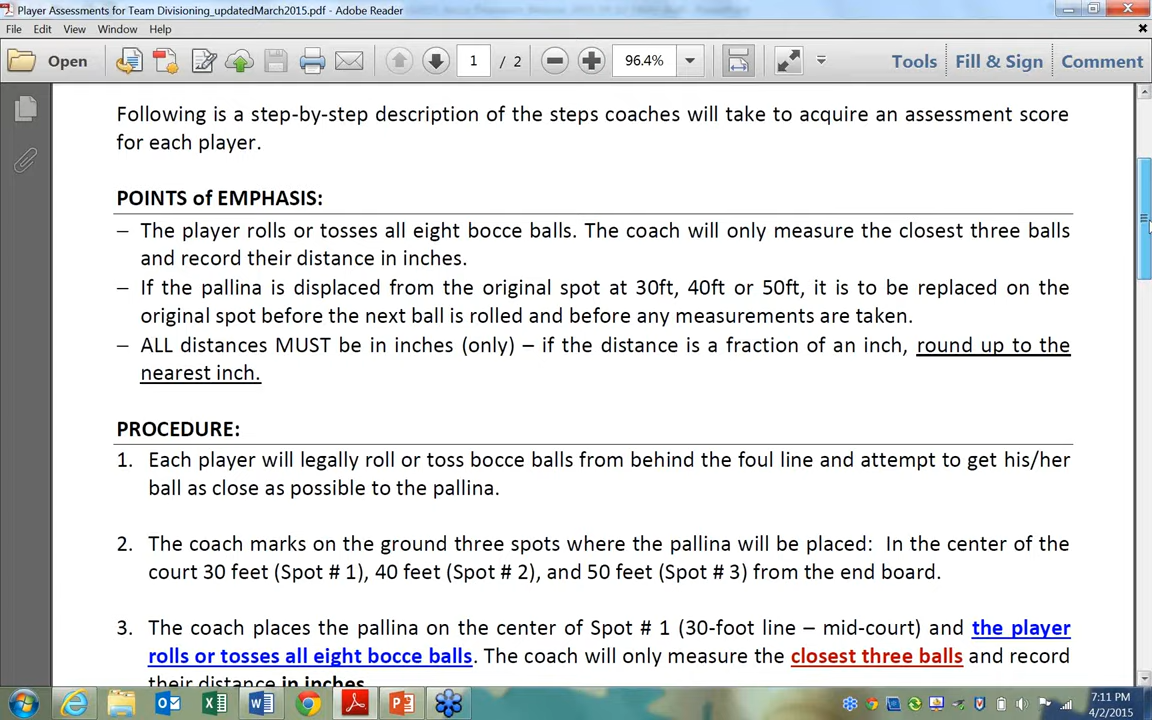 Player Assessments for Team Divisioning_updatedMarch2015.pdf - Adobe Reader
File Edit View Window Help
Open 1 / 2 96.4% Tools Fill & Sign Comment
Following is a step-by-step description of the steps coaches will take to acquire an assessment score
for each player.
POINTS of EMPHASIS:
– The player rolls or tosses all eight bocce balls. The coach will only measure the closest three balls
and record their distance in inches.
– If the pallina is displaced from the original spot at 30ft, 40ft or 50ft, it is to be replaced on the
original spot before the next ball is rolled and before any measurements are taken.
– ALL distances MUST be in inches (only) – if the distance is a fraction of an inch, round up to the
nearest inch.
PROCEDURE:
1. Each player will legally roll or toss bocce balls from behind the foul line and attempt to get his/her
ball as close as possible to the pallina.
2. The coach marks on the ground three spots where the pallina will be placed: In the center of the
court 30 feet (Spot # 1), 40 feet (Spot # 2), and 50 feet (Spot # 3) from the end board.
3. The coach places the pallina on the center of Spot # 1 (30-foot line – mid-court) and the player
rolls or tosses all eight bocce balls. The coach will only measure the closest three balls and record
their distance in inches.
7:11 PM
4/2/2015